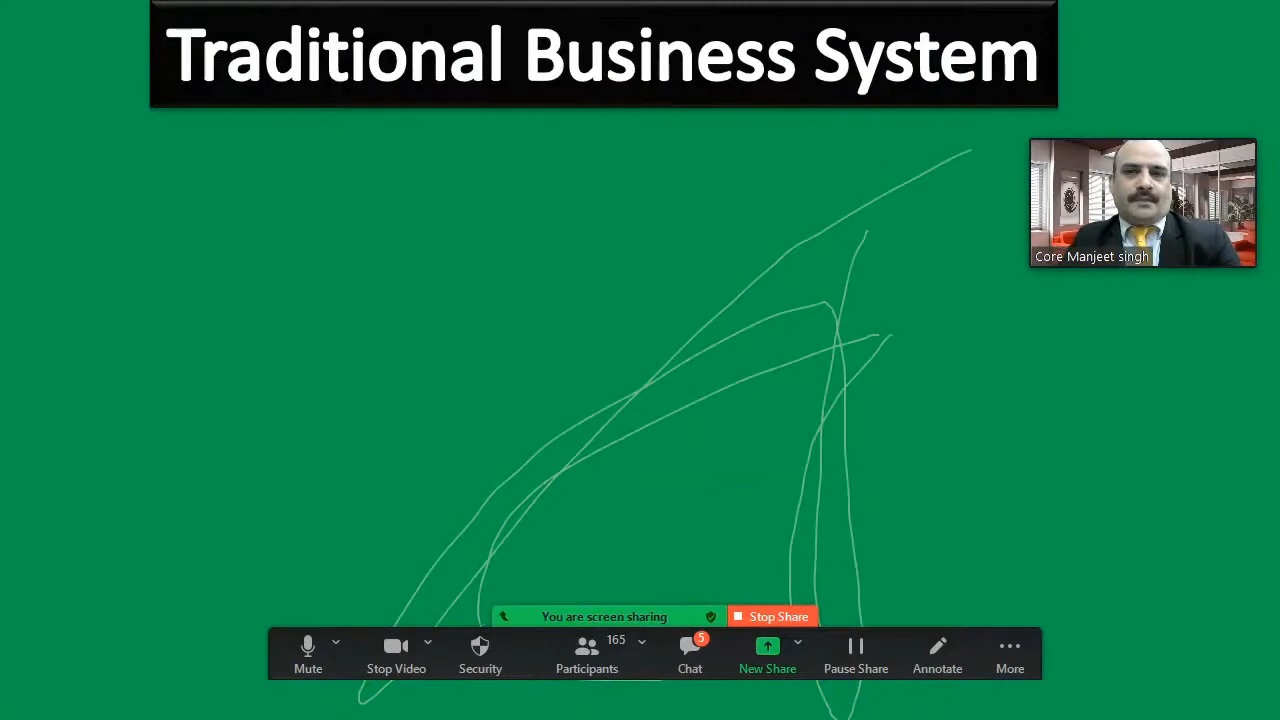 Traditional Business System
Core Manjeet singh
You are screen sharing
Stop Share
165
5
Mute
Stop Video
Security
Participants
Chat
New Share
Pause Share
Annotate
More